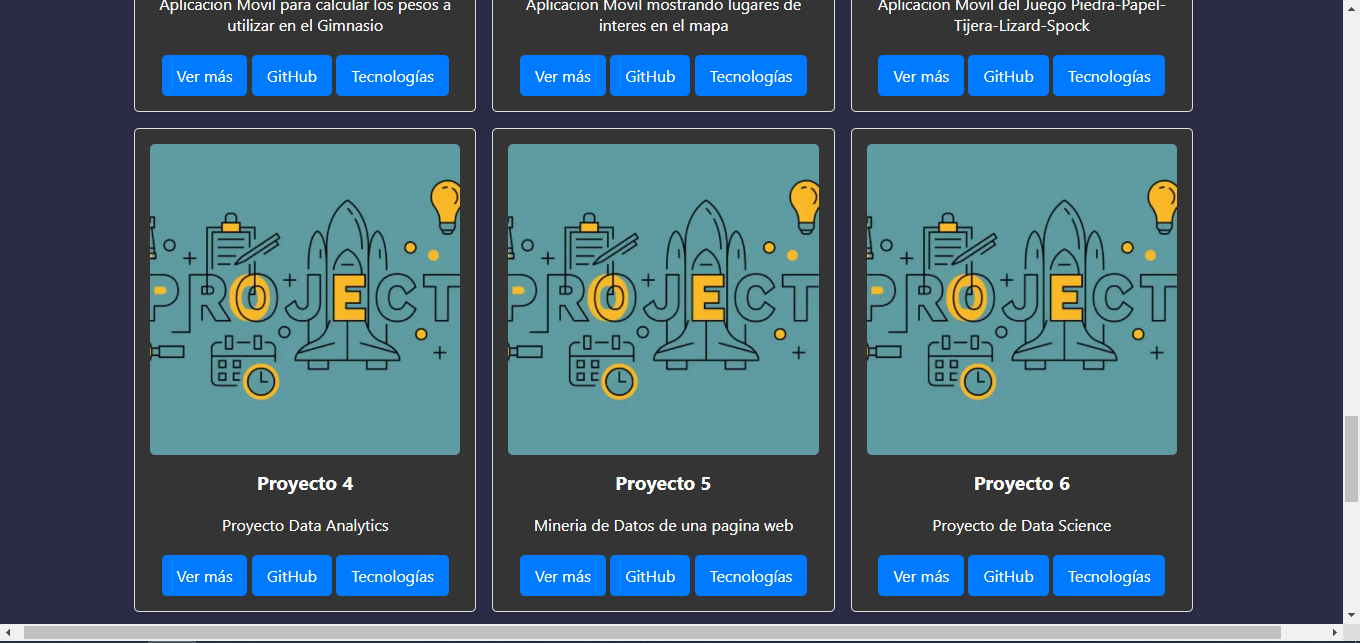 Aplicacion Movil para calcular los pesos a
utilizar en el Gimnasio
Ver más
GitHub
Tecnologías
Aplicacion Movil mostrando lugares de
interes en el mapa
Ver más
GitHub
Tecnologías
Aplicacion Movil del Juego Piedra-Papel-
Tijera-Lizard-Spock
Ver más
GitHub
Tecnologías
PROJECT
Proyecto 4
Proyecto Data Analytics
Ver más
GitHub
Tecnologías
PROJECT
Proyecto 5
Mineria de Datos de una pagina web
Ver más
GitHub
Tecnologías
PROJECT
Proyecto 6
Proyecto de Data Science
Ver más
GitHub
Tecnologías